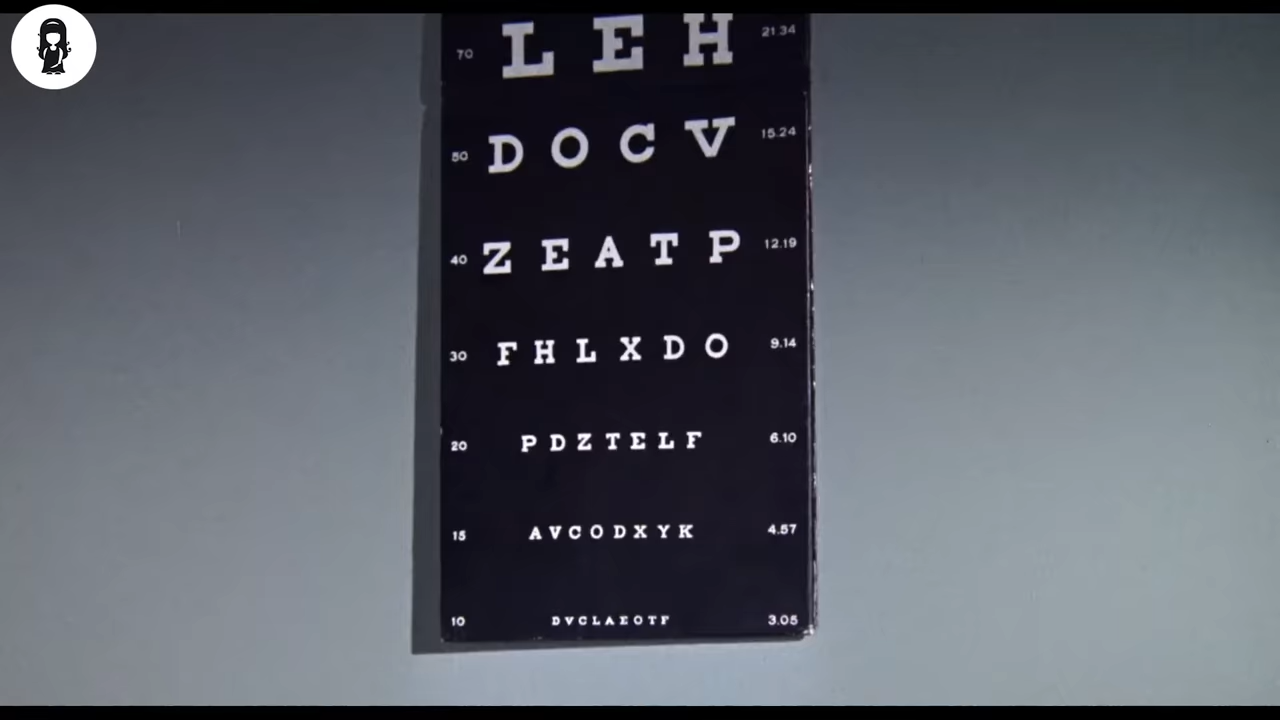 70 L E H 21.34
50 D O C V 15.24
40 Z E A T P 12.19
30 F H L X D O 9.14
20 P D Z T E L F 6.10
15 A V C O D X Y K 4.57
10 D V C L A E O T F 3.05